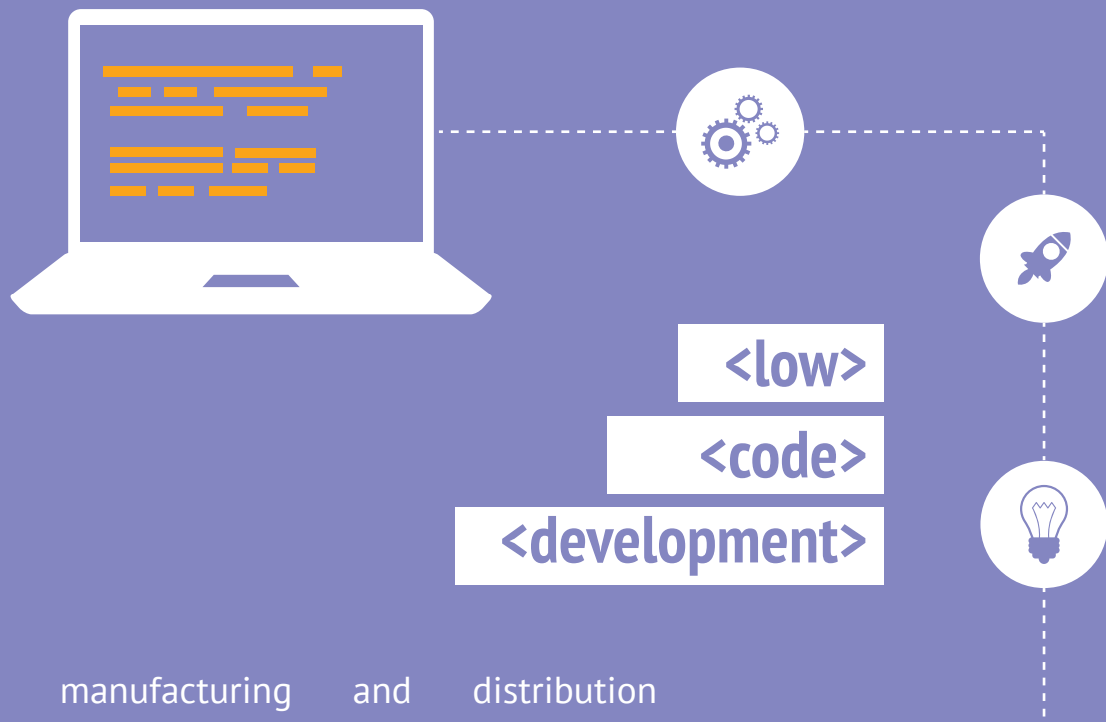 <low>
<code>
<development>
manufacturing and distribution